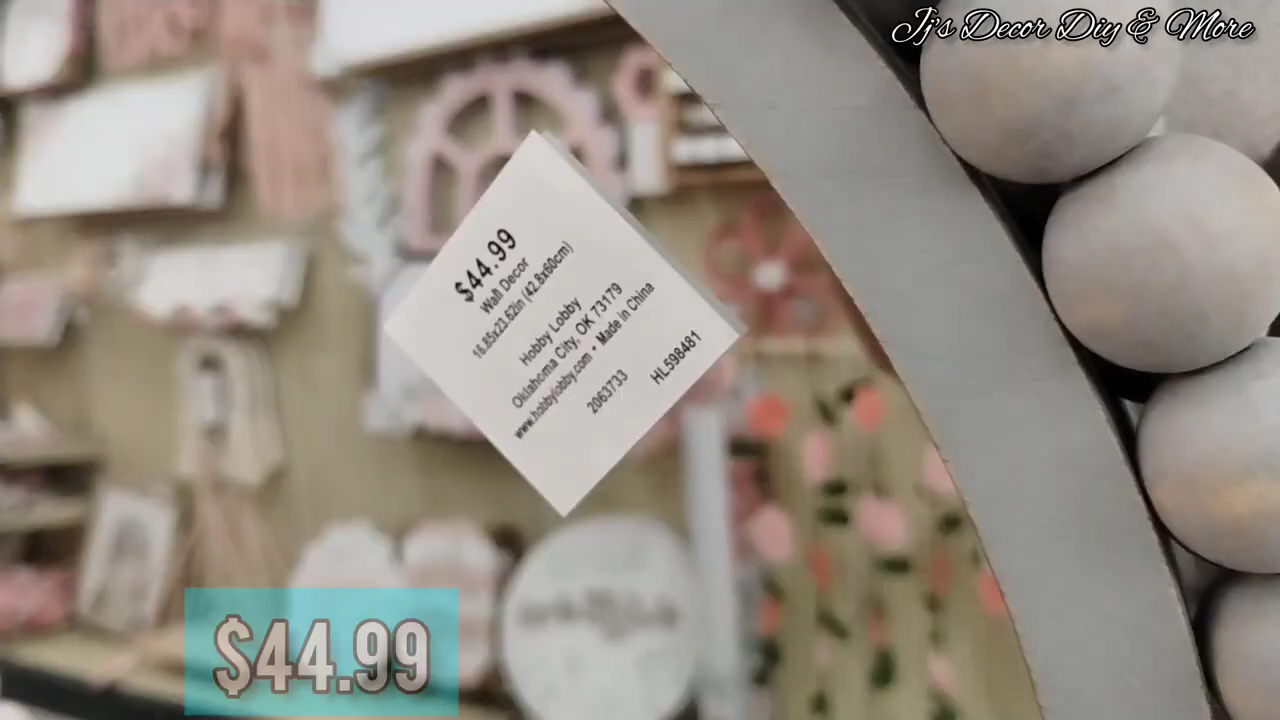 Jj's Decor Diy & More
$44.99
Wall Decor
16.85x23.62in (42.8x60cm)
Hobby Lobby
Oklahoma City, OK 73179
www.hobbylobby.com • Made in China
2063733
HL598481
$44.99